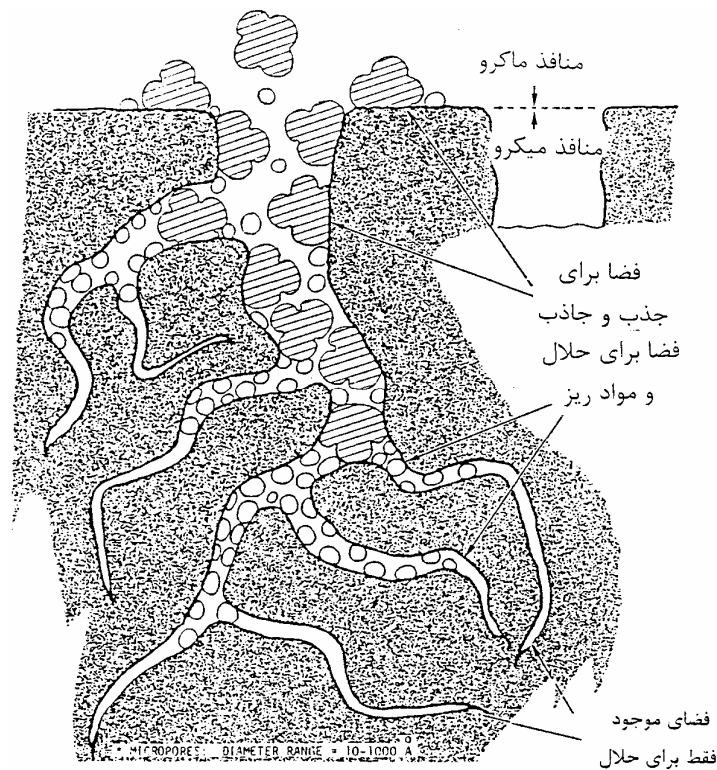 منافذ ماکرو
منافذ میکرو
فضا برای
جذب و جاذب
فضا برای حلال
و مواد ریز
فضای موجود
فقط برای حلال
* MICROPORES: DIAMETER RANGE = 10-1000 Å